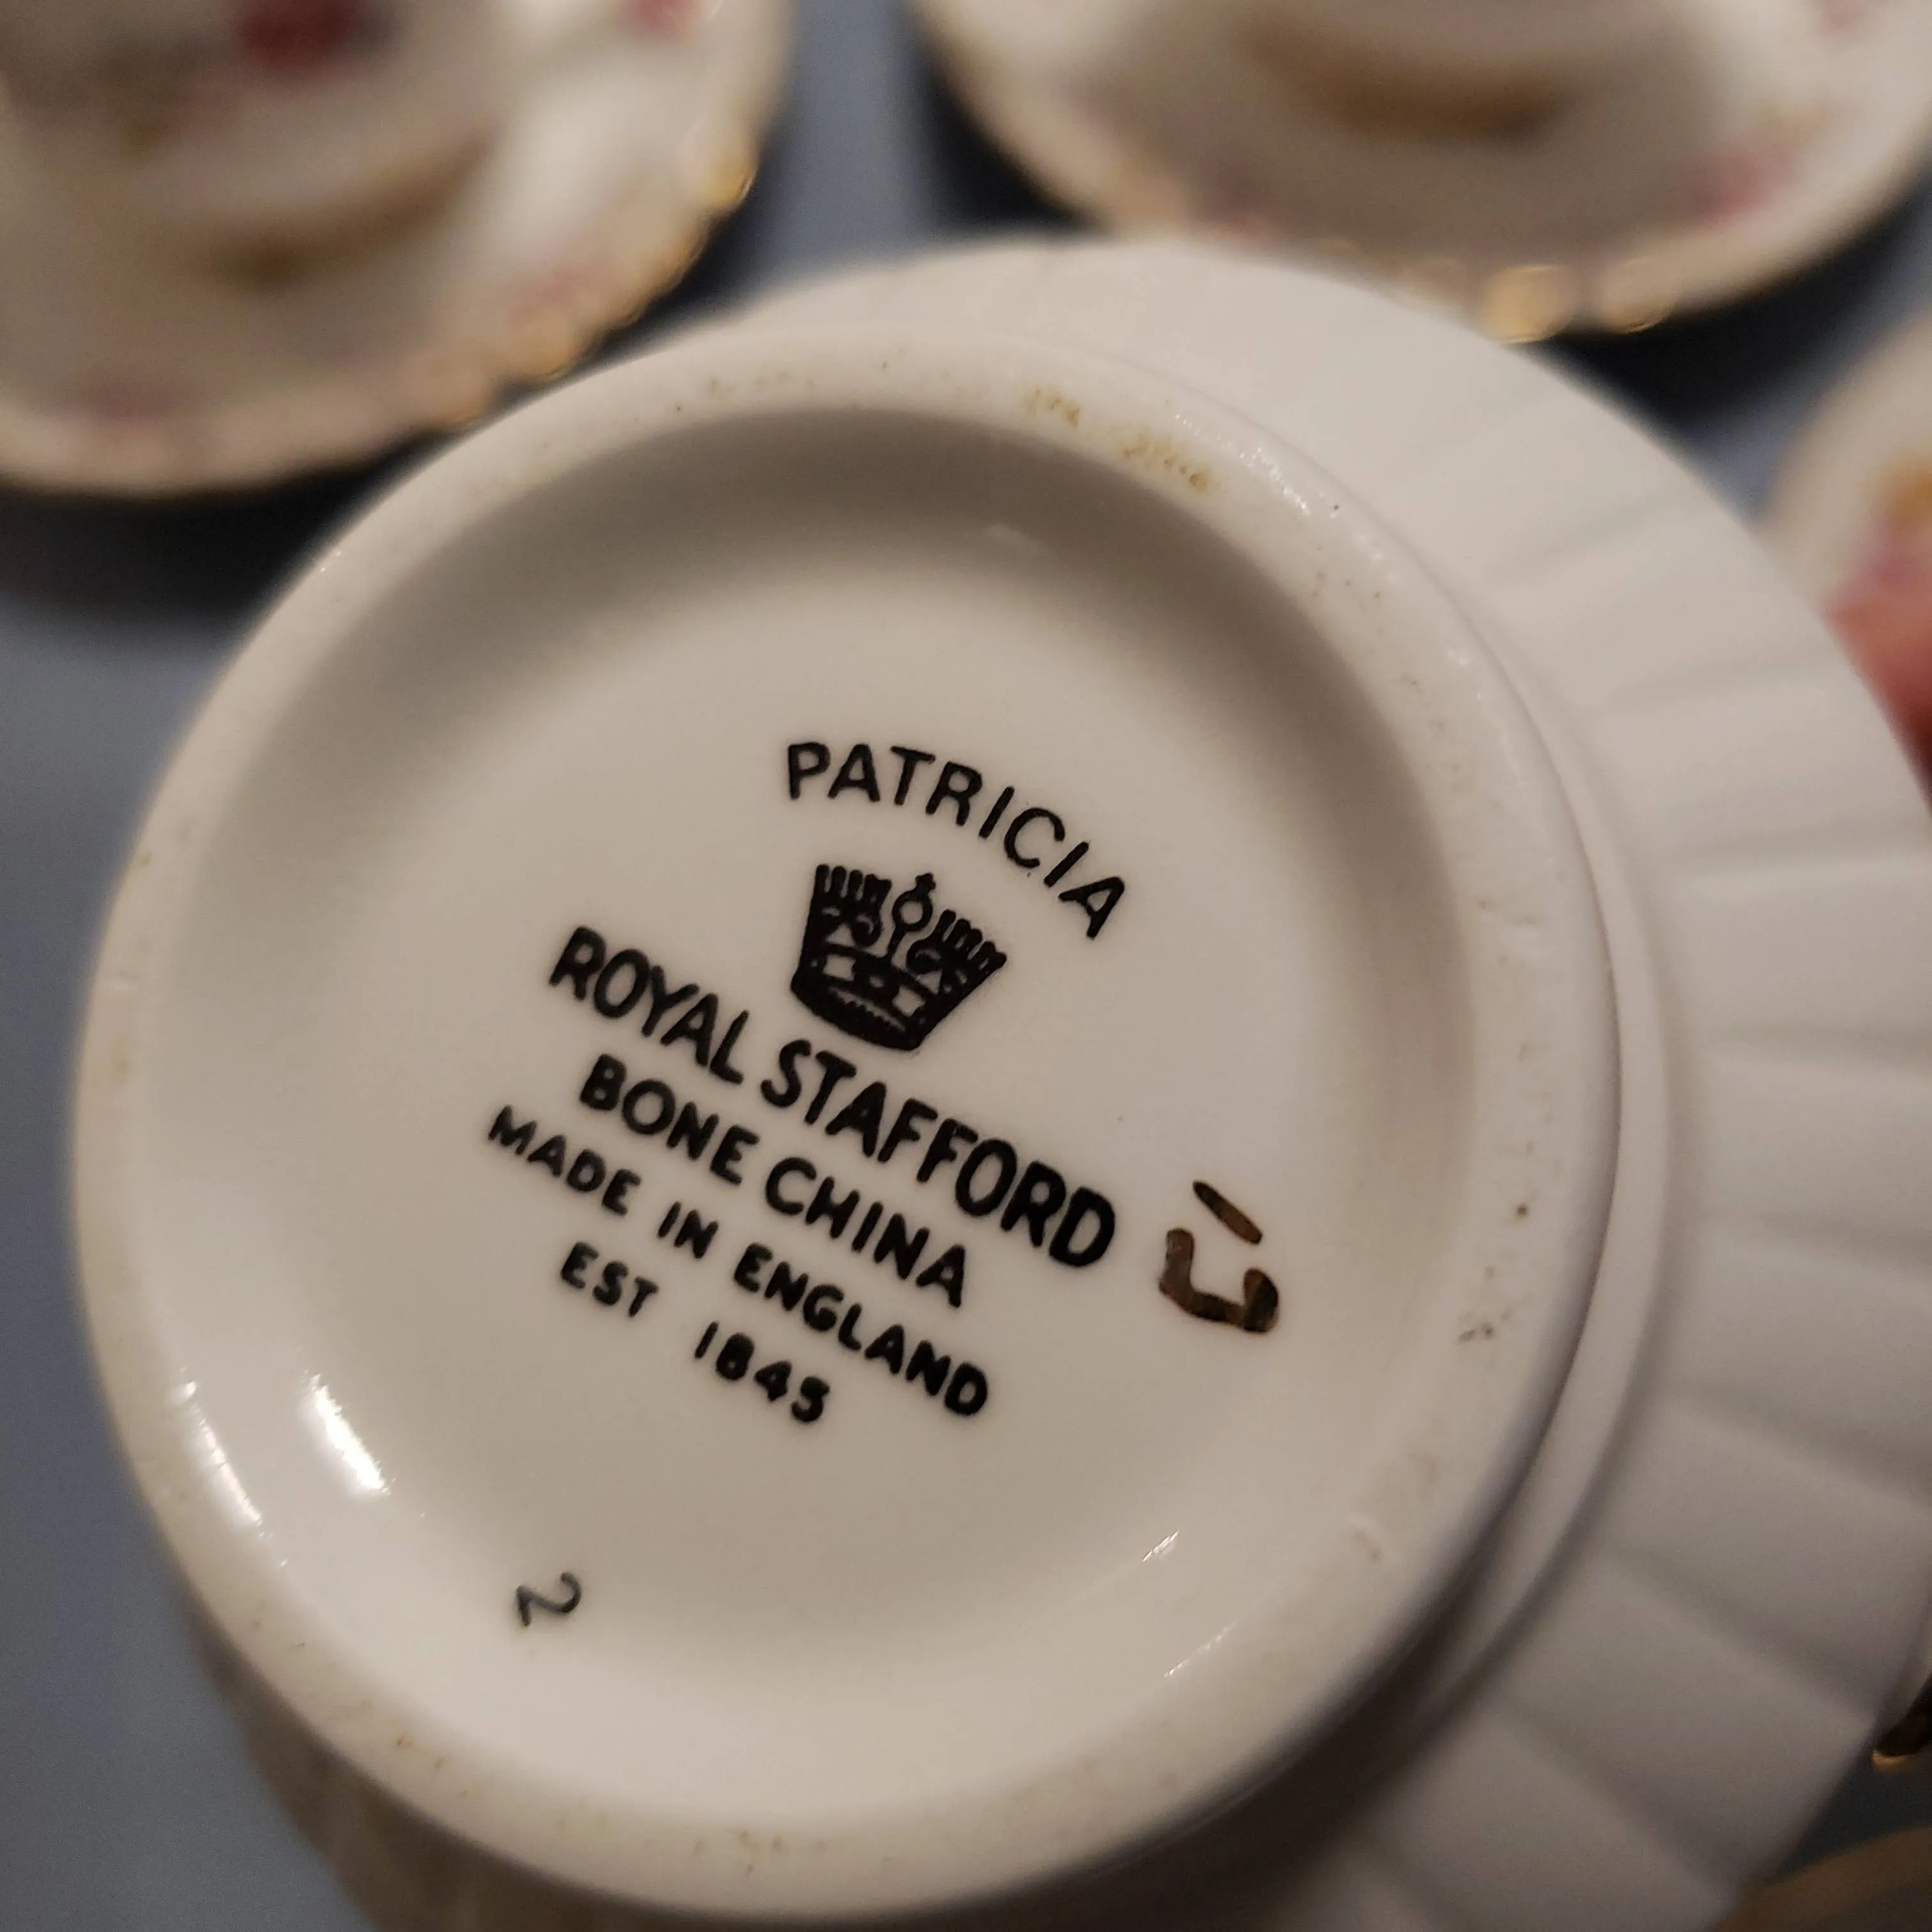 PATRICIA
ROYAL STAFFORD
BONE CHINA
MADE IN ENGLAND
EST 1845
2